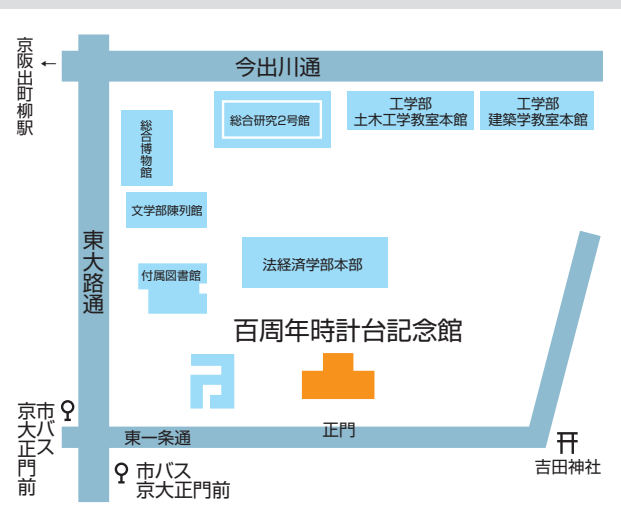 京阪出町柳駅
←
今出川通
総合博物館
総合研究2号館
工学部
土木工学教室本館
工学部
建築学教室本館
文学部陳列館
東大路通
付属図書館
法経済学部本部
百周年時計台記念館
市バス
京大正門前
東一条通
正門
吉田神社
市バス
京大正門前